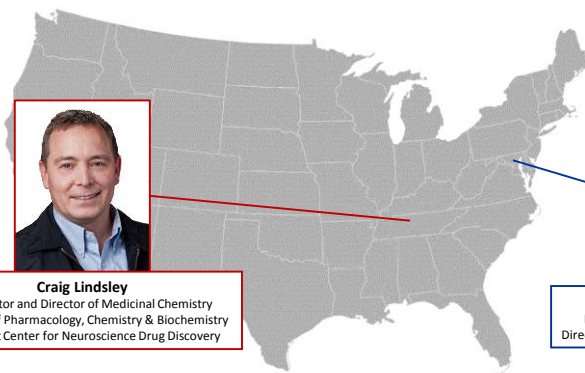 Craig Lindsley
tor and Director of Medicinal Chemistry
Pharmacology, Chemistry & Biochemistry
Center for Neuroscience Drug Discovery
Dire